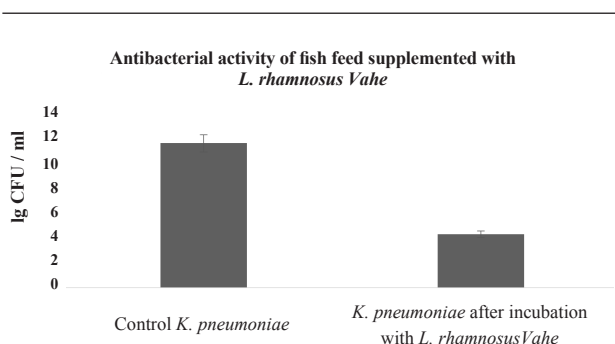 Antibacterial activity of fish feed supplemented with
L. rhamnosus Vahe
lg CFU / ml
14
12
10
8
6
4
2
0
Control K. pneumoniae
K. pneumoniae after incubation
with L. rhamnosusVahe